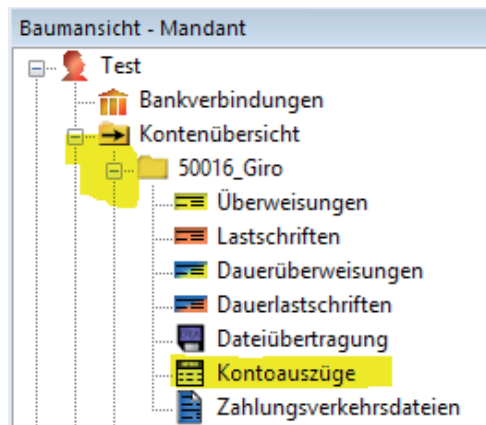 Baumansicht - Mandant
Test
Bankverbindungen
Kontenübersicht
50016_Giro
Überweisungen
Lastschriften
Dauerüberweisungen
Dauerlastschriften
Dateiübertragung
Kontoauszüge
Zahlungsverkehrsdateien